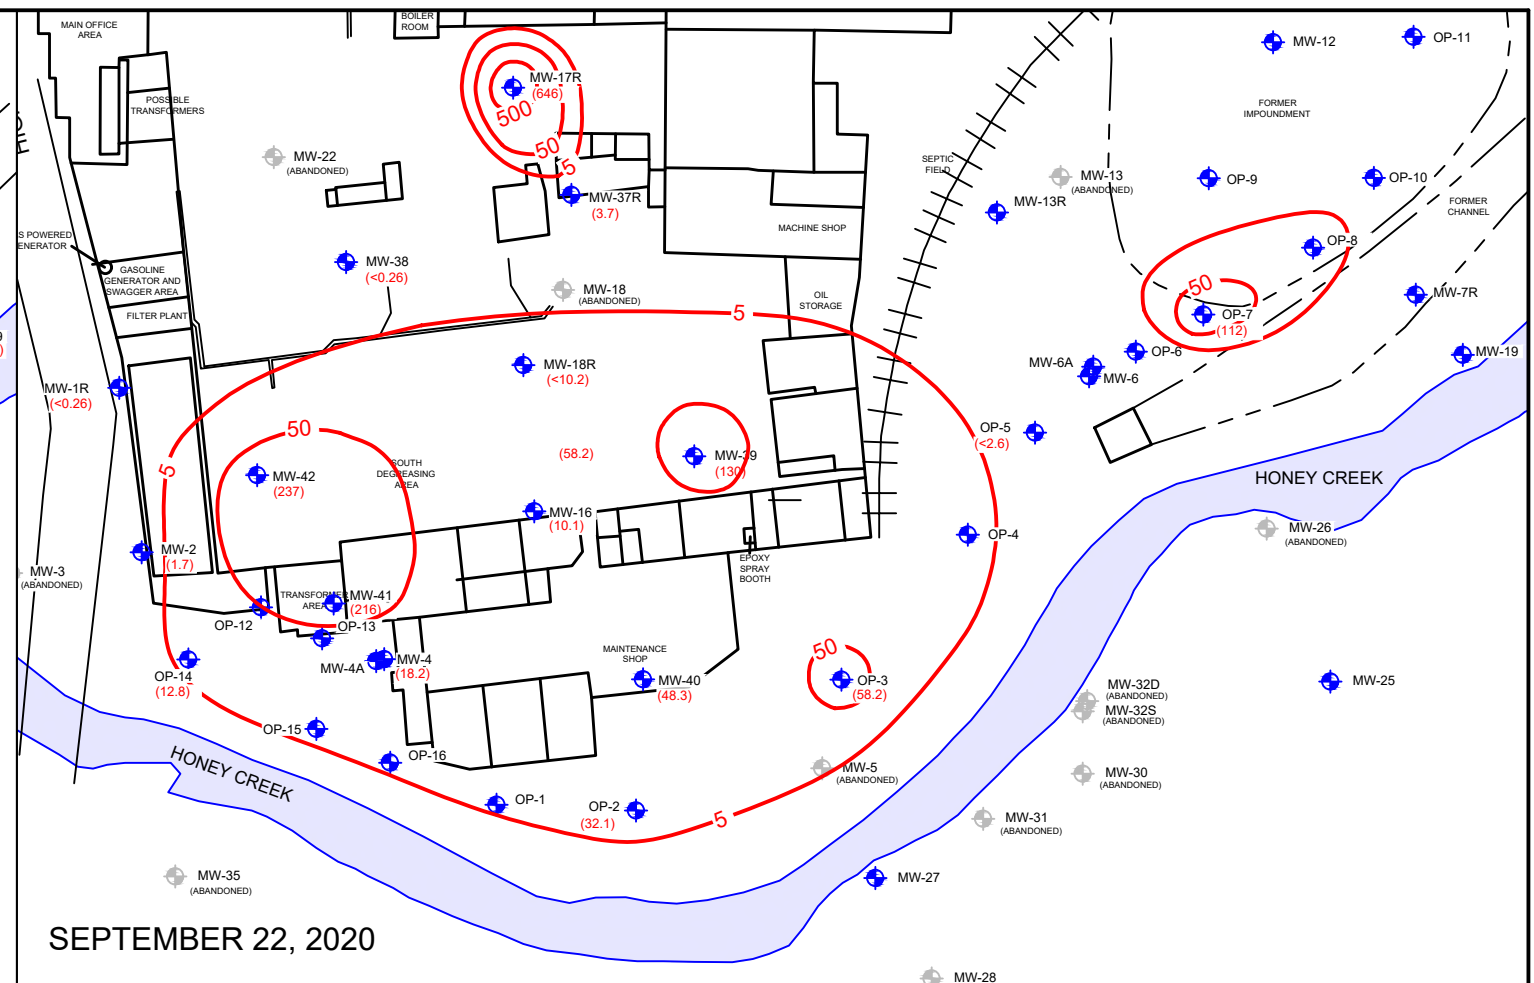 MAIN OFFICE
AREA
BOILER
ROOM
MW-12
OP-11
MW-17R
(646)
500
50
5
POSSIBLE
TRANSFORMERS
FORMER
IMPOUNDMENT
MW-22
(ABANDONED)
SEPTIC
FIELD
MW-13
(ABANDONED)
OP-9
OP-10
MW-37R
(3.7)
MW-13R
FORMER
CHANNEL
MACHINE SHOP
S POWERED
ENERATOR
OP-8
MW-38
(<0.26)
GASOLINE
GENERATOR AND
SWAGGER AREA
MW-18
(ABANDONED)
OIL
STORAGE
50
MW-7R
FILTER PLANT
5
OP-7
(112)
MW-6A
OP-6
MW-19
MW-6
MW-18R
(<10.2)
MW-1R
(<0.26)
50
OP-5
(<2.6)
(58.2)
MW-39
(130)
5
SOUTH
DEGREASING
AREA
MW-42
(237)
HONEY CREEK
MW-16
(10.1)
MW-26
(ABANDONED)
OP-4
MW-2
(1.7)
EPOXY
SPRAY
BOOTH
MW-3
(ABANDONED)
TRANSFORMER
AREA
MW-41
(216)
OP-12
OP-13
50
MAINTENANCE
SHOP
MW-4A
MW-4
(18.2)
OP-14
(12.8)
MW-40
(48.3)
OP-3
(58.2)
MW-25
MW-32D
(ABANDONED)
MW-32S
(ABANDONED)
OP-15
OP-16
HONEY CREEK
MW-5
(ABANDONED)
MW-30
(ABANDONED)
OP-1
OP-2
(32.1)
5
MW-31
(ABANDONED)
MW-35
(ABANDONED)
MW-27
SEPTEMBER 22, 2020
MW-28